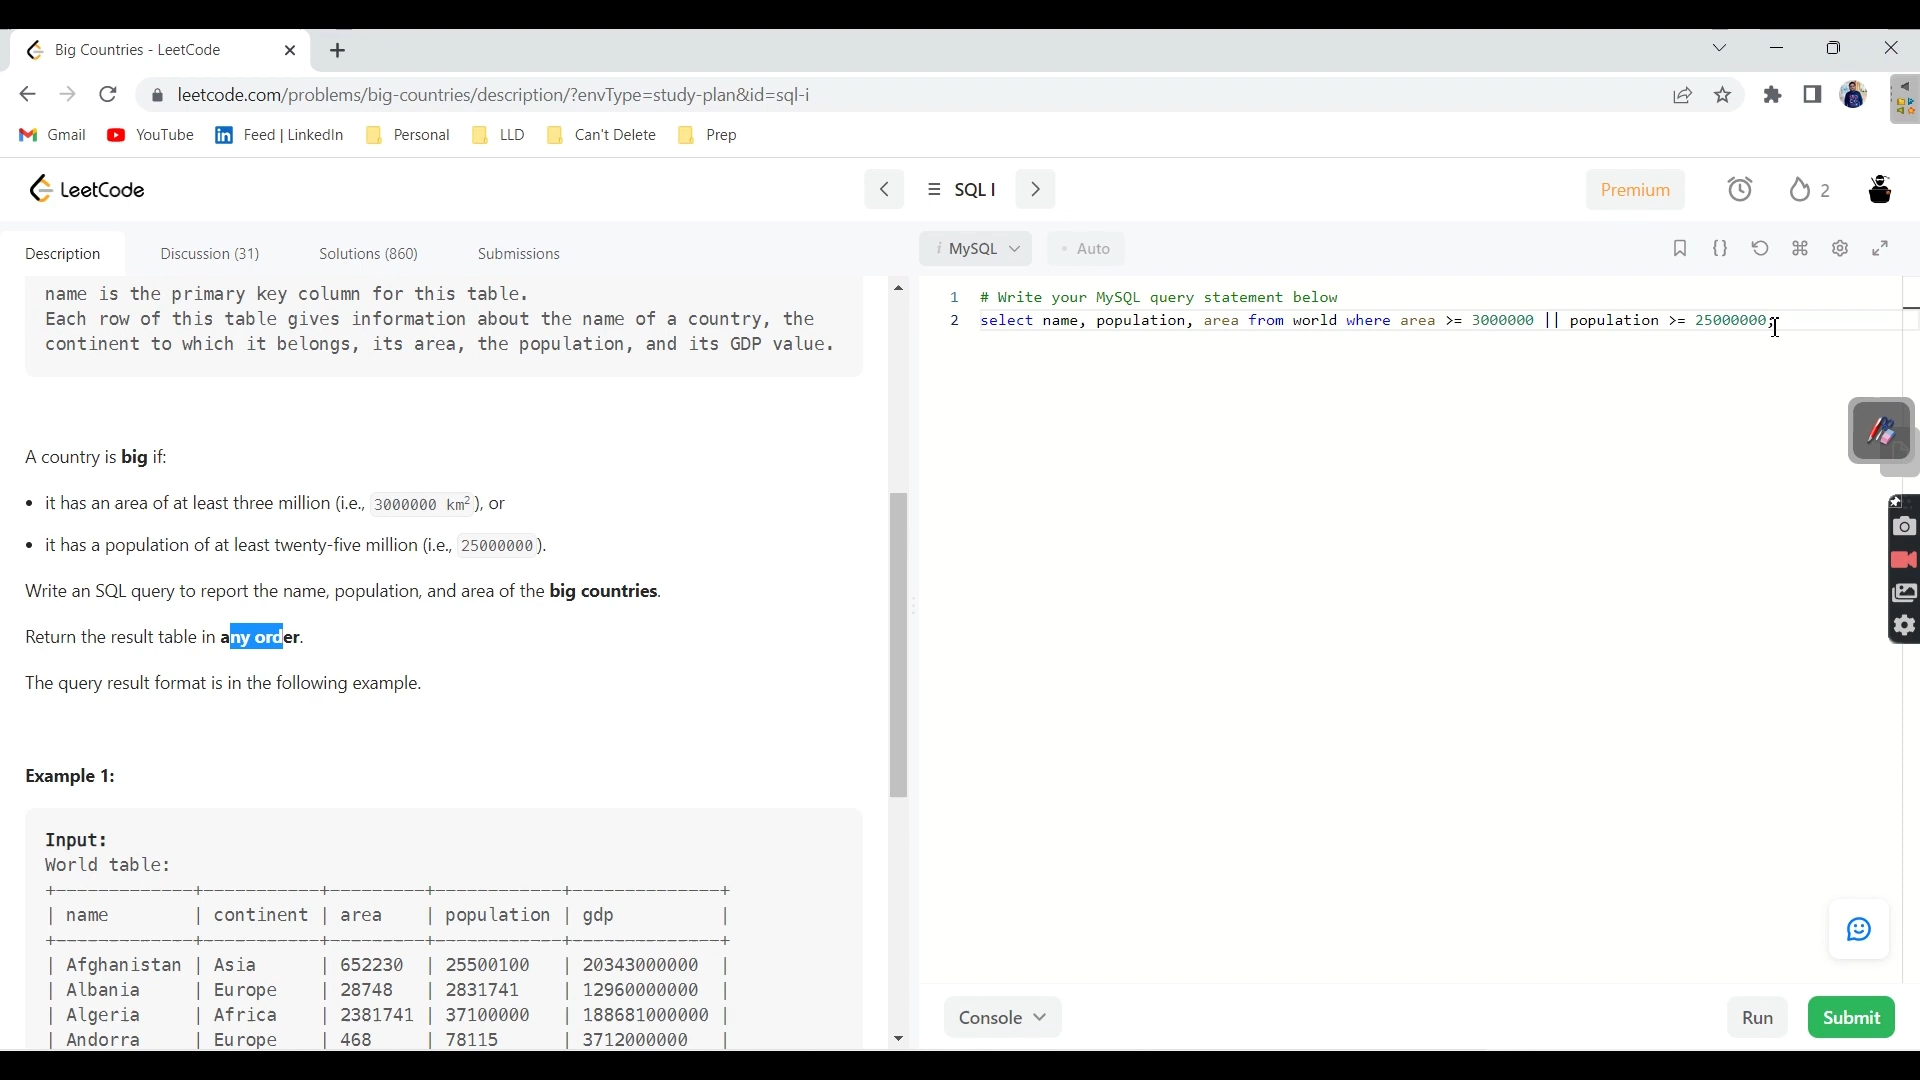 Big Countries - LeetCode
leetcode.com/problems/big-countries/description/?envType=study-plan&id=sql-i
Gmail YouTube Feed | LinkedIn Personal LLD Can't Delete Prep
LeetCode SQL I Premium 2
Description Discussion (31) Solutions (860) Submissions
i MySQL • Auto {}
name is the primary key column for this table.
Each row of this table gives information about the name of a country, the
continent to which it belongs, its area, the population, and its GDP value.
A country is big if:
• it has an area of at least three million (i.e., 3000000 km²), or
• it has a population of at least twenty-five million (i.e., 25000000).
Write an SQL query to report the name, population, and area of the big countries.
Return the result table in any order.
The query result format is in the following example.
Example 1:
Input:
World table:
+-------------+-----------+---------+------------+--------------+
| name | continent | area | population | gdp |
+-------------+-----------+---------+------------+--------------+
| Afghanistan | Asia | 652230 | 25500100 | 20343000000 |
| Albania | Europe | 28748 | 2831741 | 12960000000 |
| Algeria | Africa | 2381741 | 37100000 | 188681000000 |
| Andorra | Europe | 468 | 78115 | 3712000000 |
1 # Write your MySQL query statement below
2 select name, population, area from world where area >= 3000000 || population >= 25000000;
Console Run Submit